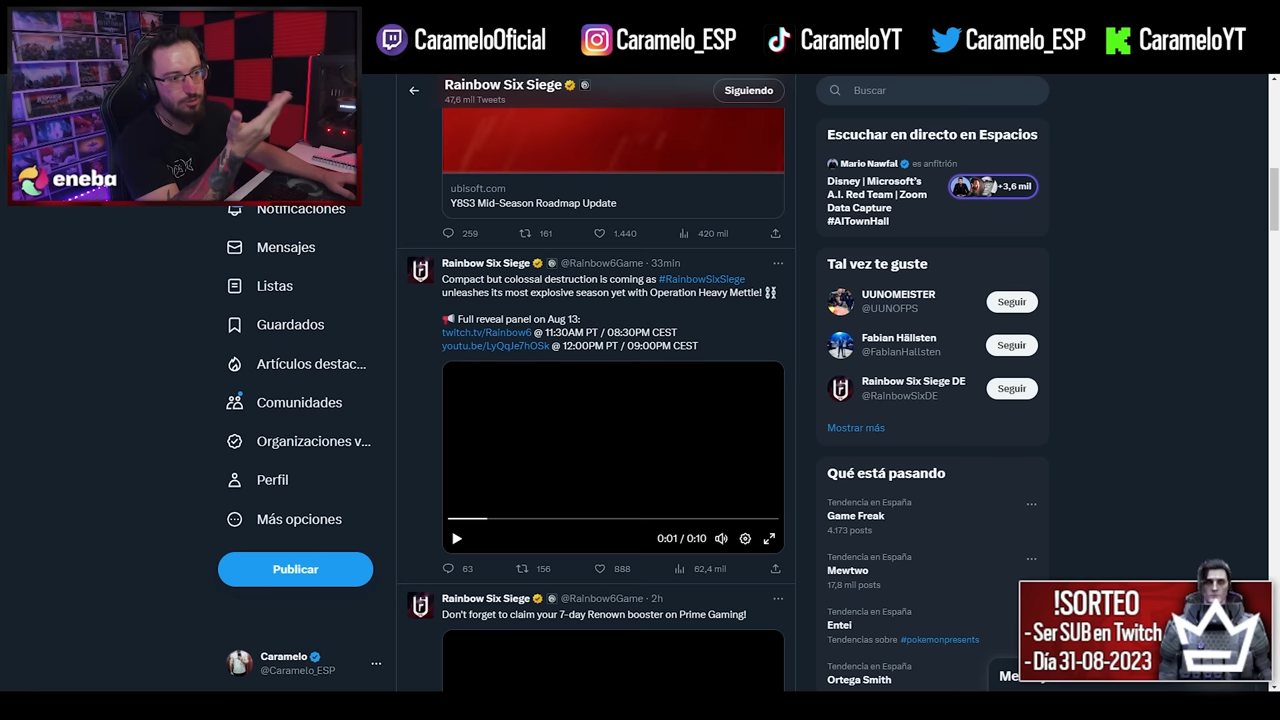 CarameloOficial
Caramelo_ESP
CarameloYT
Caramelo_ESP
CarameloYT
eneba
Notificaciones
Mensajes
Listas
Guardados
Artículos destac...
Comunidades
Organizaciones v...
Perfil
Más opciones
Publicar
Caramelo
@Caramelo_ESP
Rainbow Six Siege
47,6 mil Tweets
Siguiendo
ubisoft.com
Y8S3 Mid-Season Roadmap Update
259 161 1.440 420 mil
Rainbow Six Siege @Rainbow6Game · 33min
Compact but colossal destruction is coming as #RainbowSixSiege
unleashes its most explosive season yet with Operation Heavy Mettle!
Full reveal panel on Aug 13:
twitch.tv/Rainbow6 @ 11:30AM PT / 08:30PM CEST
youtu.be/LyQqJe7hOSk @ 12:00PM PT / 09:00PM CEST
0:01 / 0:10
63 156 888 62,4 mil
Rainbow Six Siege @Rainbow6Game · 2h
Don't forget to claim your 7-day Renown booster on Prime Gaming!
Buscar
Escuchar en directo en Espacios
Mario Nawfal es anfitrión
Disney | Microsoft's
A.I. Red Team | Zoom
Data Capture
#AITownHall
+3,6 mil
Tal vez te guste
UUNOMEISTER
@UUNOFPS
Seguir
Fabian Hällsten
@FabianHallsten
Seguir
Rainbow Six Siege DE
@RainbowSixDE
Seguir
Mostrar más
Qué está pasando
Tendencia en España
Game Freak
4.173 posts
Tendencia en España
Mewtwo
17,8 mil posts
Tendencia en España
Entei
Tendencias sobre #pokemonpresents
Tendencia en España
Ortega Smith
!SORTEO
- Ser SUB en Twitch
- Día 31-08-2023